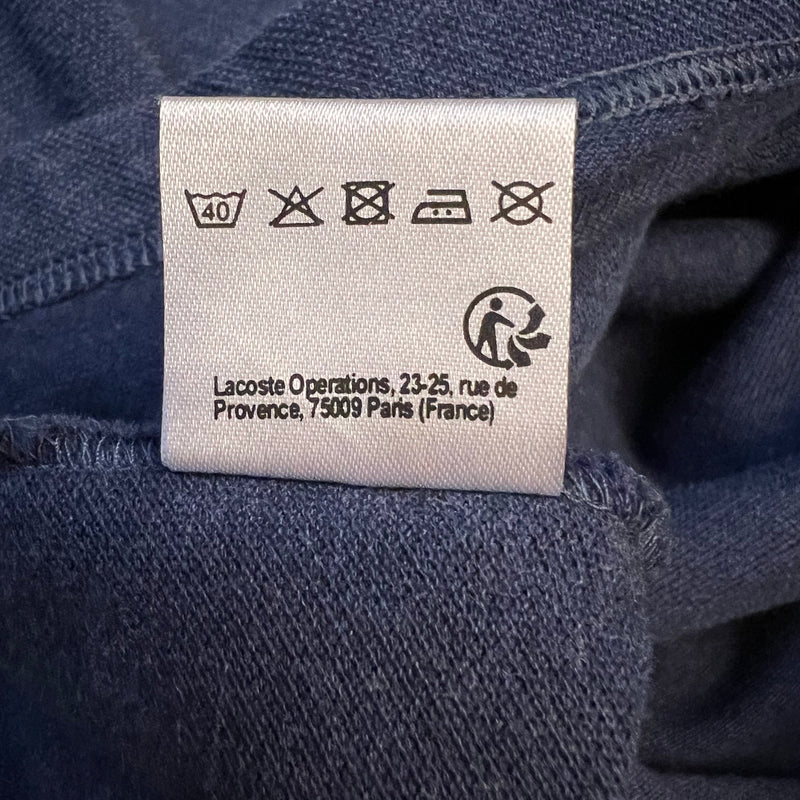 40
Lacoste Operations, 23-25, rue de
Provence, 75009 Paris (France)